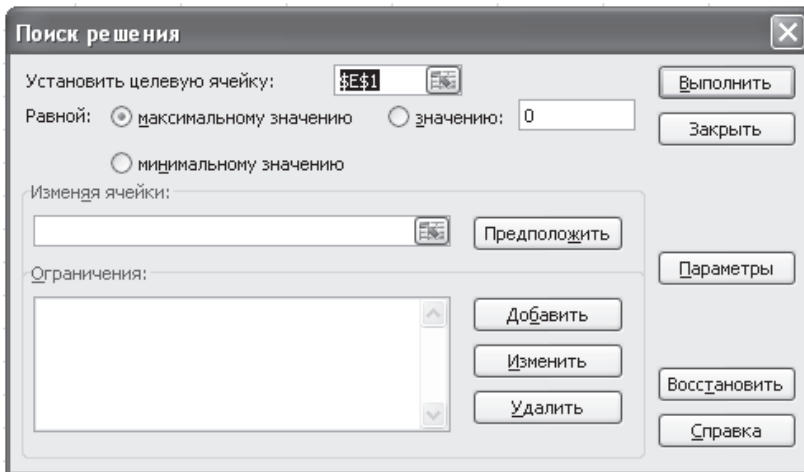 Поиск решения
Установить целевую ячейку: $E$1
Выполнить
Равной: максимальному значению значению: 0
Закрыть
минимальному значению
Изменяя ячейки:
Предположить
Параметры
Ограничения:
Добавить
Изменить
Удалить
Восстановить
Справка